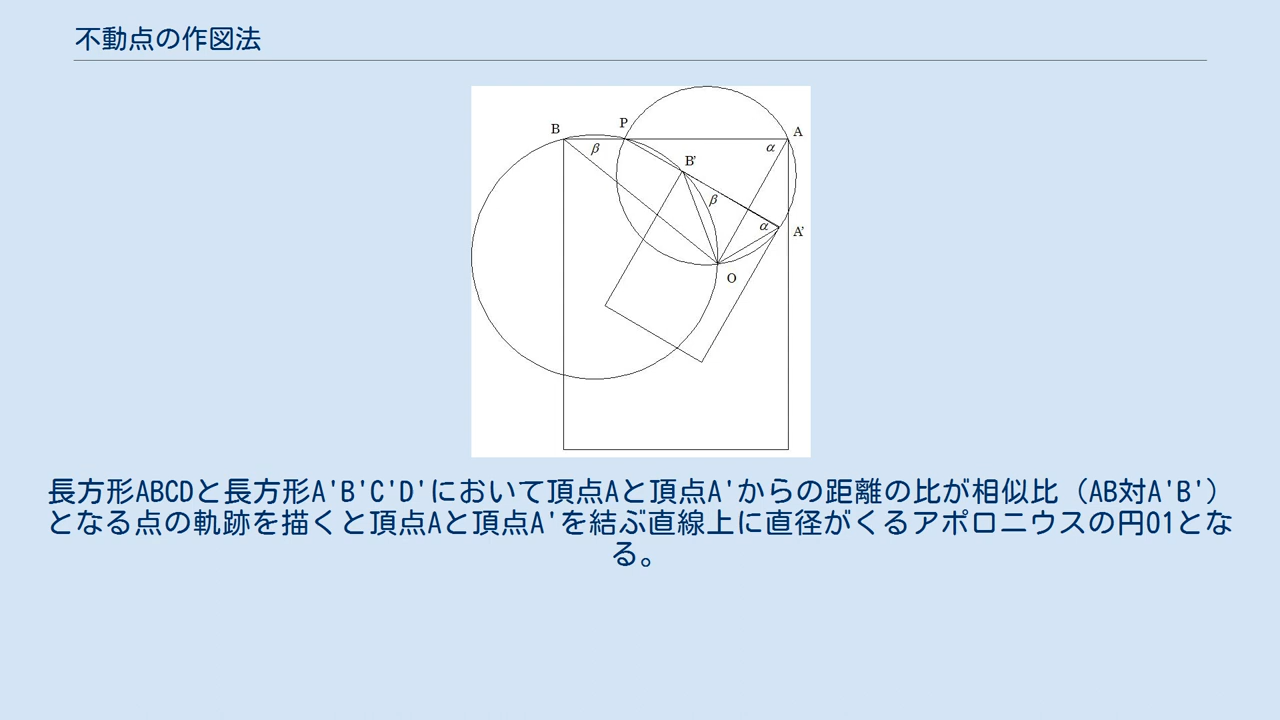 不動点の作図法
B
P
A
β
α
B'
β
α
A'
O
長方形ABCDと長方形A'B'C'D'において頂点Aと頂点A'からの距離の比が相似比（AB対A'B'）
となる点の軌跡を描くと頂点Aと頂点A'を結ぶ直線上に直径がくるアポロニウスの円O1とな
る。